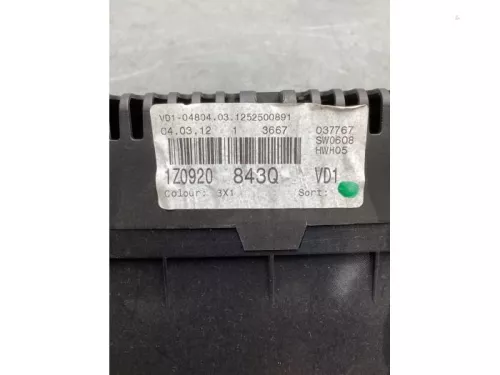 VD1-04804.03.1252500891
04.03.12 1 3667 037767
SW0608
HWH05
1Z0920 843Q VD1
Colour: 3X1 Sort: